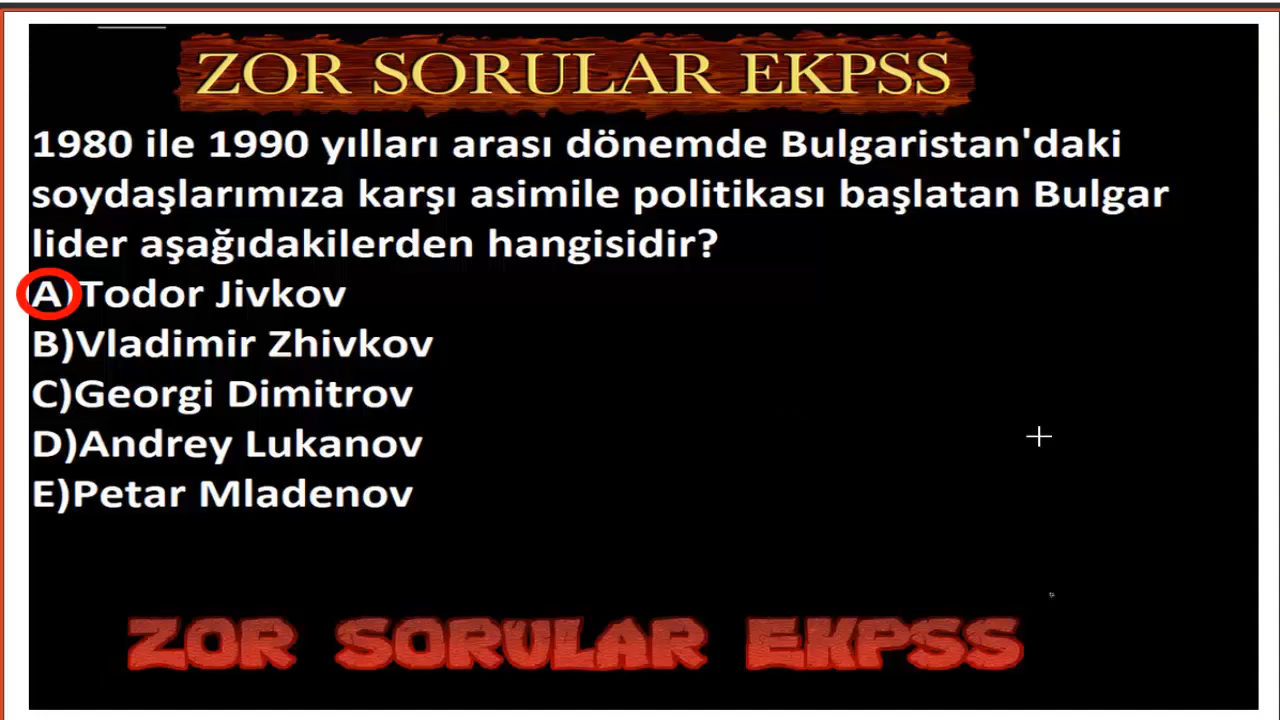 ZOR SORULAR EKPSS
1980 ile 1990 yılları arası dönemde Bulgaristan'daki
soydaşlarımıza karşı asimile politikası başlatan Bulgar
lider aşağıdakilerden hangisidir?
A)Todor Jivkov
B)Vladimir Zhivkov
C)Georgi Dimitrov
D)Andrey Lukanov
E)Petar Mladenov
ZOR SORULAR EKPSS